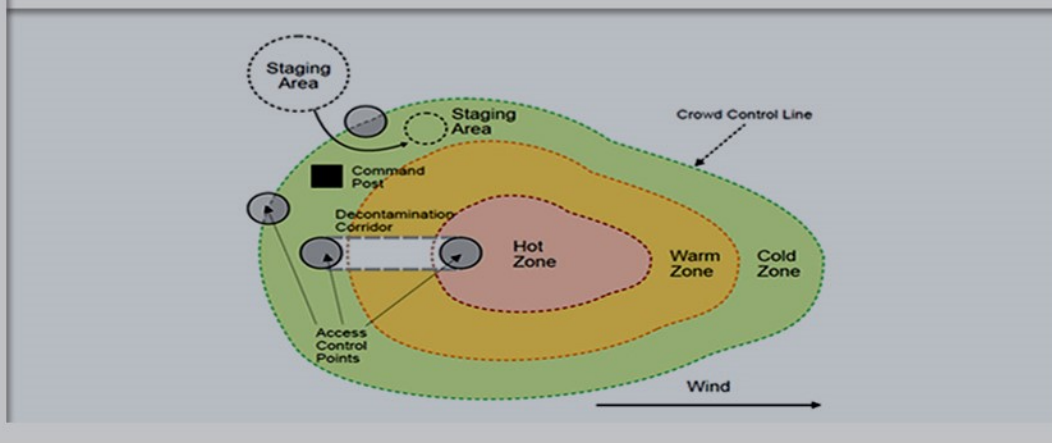 Staging
Area
Staging
Area
Crowd Control Line
Command
Post
Decontamination
Corridor
Hot
Zone
Warm
Zone
Cold
Zone
Access
Control
Points
Wind